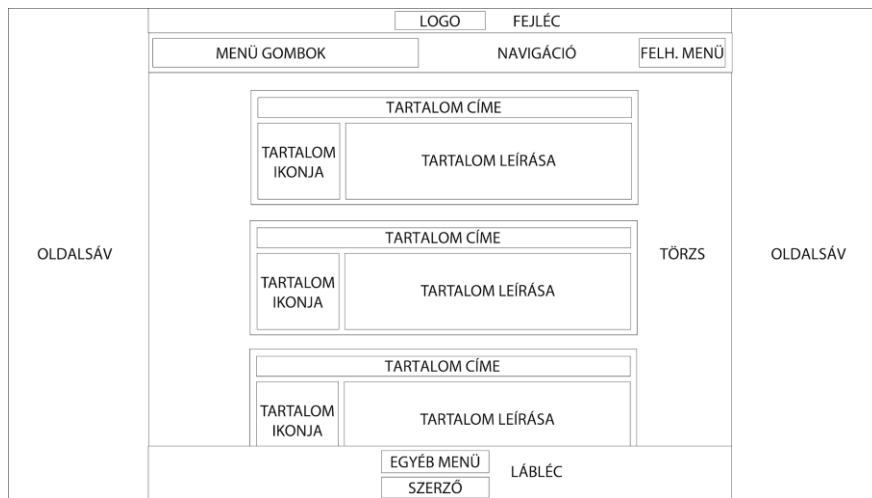 LOGO FEJLÉC
MENÜ GOMBOK NAVIGÁCIÓ FELH. MENÜ
TARTALOM CÍME
TARTALOM
IKONJA
TARTALOM LEÍRÁSA
OLDALSÁV
TARTALOM CÍME
TARTALOM
IKONJA
TARTALOM LEÍRÁSA
TÖRZS
OLDALSÁV
TARTALOM CÍME
TARTALOM
IKONJA
TARTALOM LEÍRÁSA
EGYÉB MENÜ
LÁBLÉC
SZERZŐ